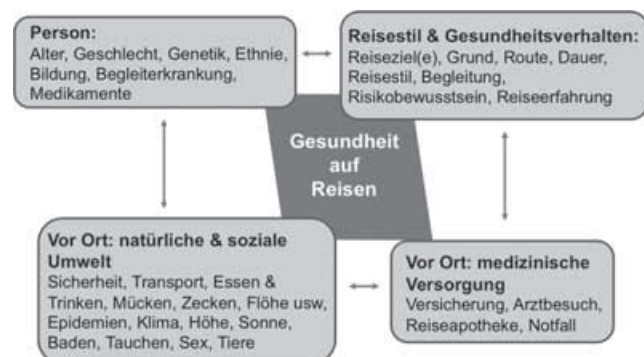 Person:
Alter, Geschlecht, Genetik, Ethnie,
Bildung, Begleiterkrankung,
Medikamente
Reisestil & Gesundheitsverhalten:
Reiseziel(e), Grund, Route, Dauer,
Reisestil, Begleitung,
Risikobewusstsein, Reiseerfahrung
Gesundheit
auf
Reisen
Vor Ort: natürliche & soziale
Umwelt
Sicherheit, Transport, Essen &
Trinken, Mücken, Zecken, Flöhe usw,
Epidemien, Klima, Höhe, Sonne,
Baden, Tauchen, Sex, Tiere
Vor Ort: medizinische
Versorgung
Versicherung, Arztbesuch,
Reiseapotheke, Notfall